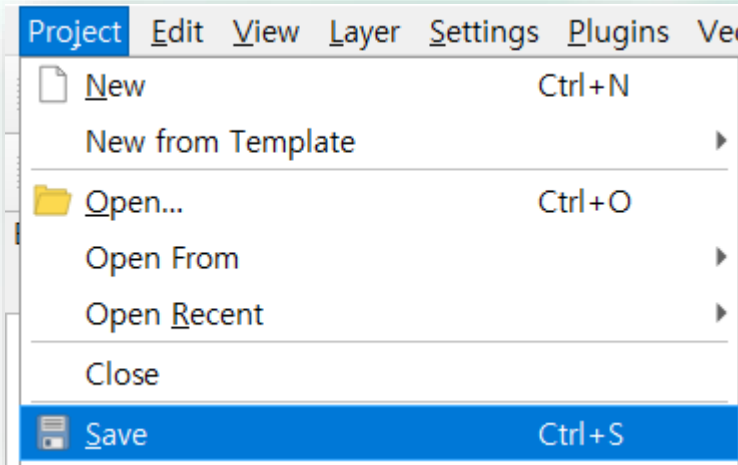 Project Edit View Layer Settings Plugins
New Ctrl+N
New from Template
Open... Ctrl+O
Open From
Open Recent
Close
Save Ctrl+S